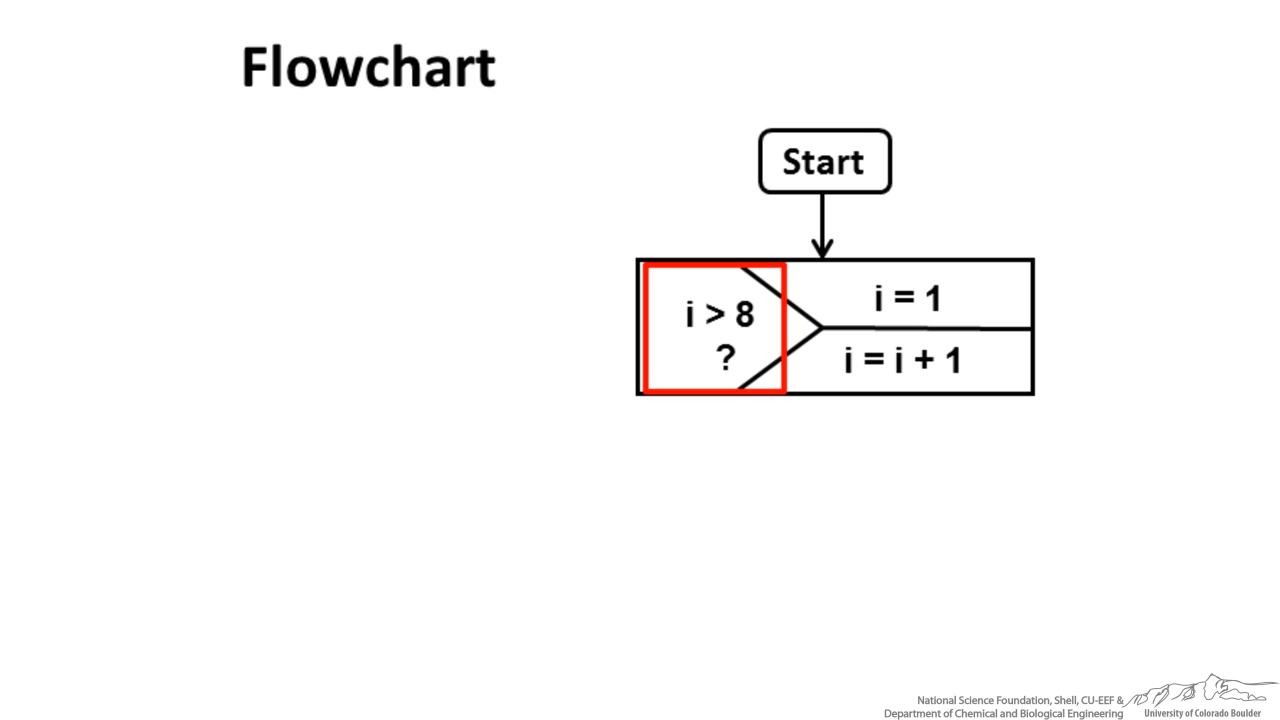 Flowchart
Start
i > 8
?
i = 1
i = i + 1
National Science Foundation, Shell, CU-EEF &
Department of Chemical and Biological Engineering
University of Colorado Boulder